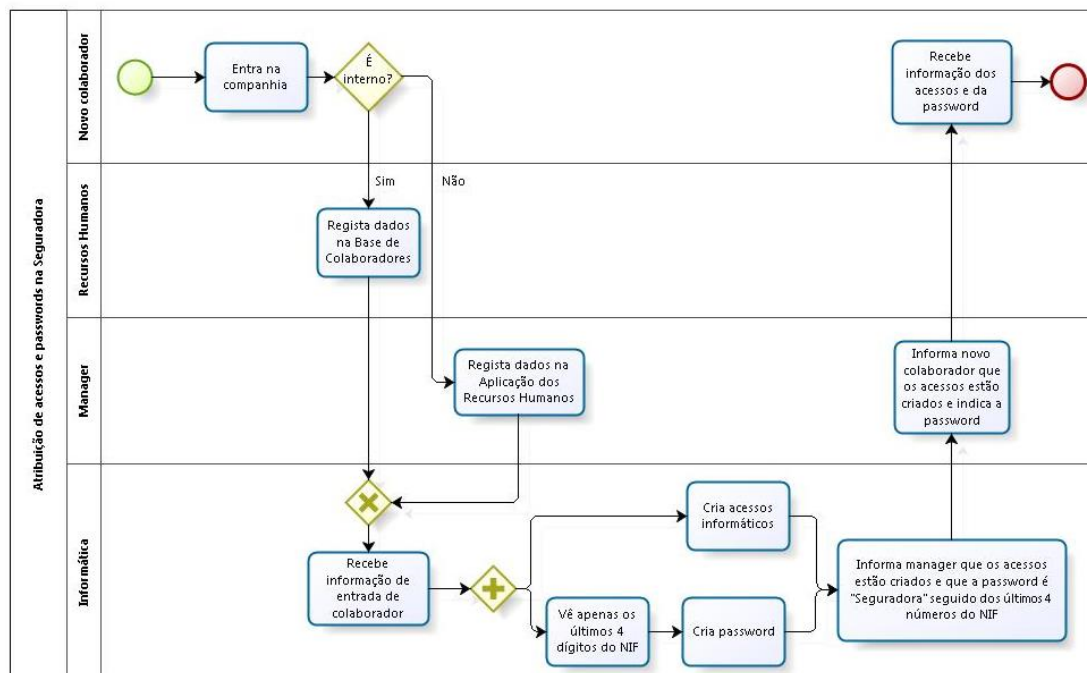 Atribuição de acessos e passwords na Seguradora
Novo colaborador
Entra na
companhia
É
interno?
Recebe
informação dos
acessos e da
password
Recursos Humanos
Sim
Não
Regista dados
na Base de
Colaboradores
Manager
Regista dados na
Aplicação dos
Recursos Humanos
Informa novo
colaborador que
os acessos estão
criados e indica a
password
Informática
Recebe
informação de
entrada de
colaborador
Cria acessos
informáticos
Vê apenas os
últimos 4
dígitos do NIF
Cria password
Informa manager que os acessos
estão criados e que a password é
"Seguradora" seguido dos últimos 4
números do NIF